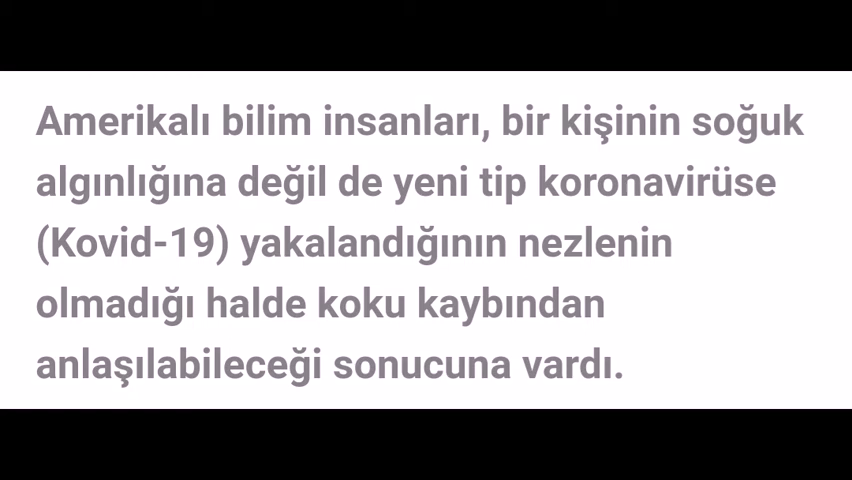 Amerikalı bilim insanları, bir kişinin soğuk
algınlığına değil de yeni tip koronavirüse
(Kovid-19) yakalandığının nezlenin
olmadığı halde koku kaybından
anlaşılabileceği sonucuna vardı.